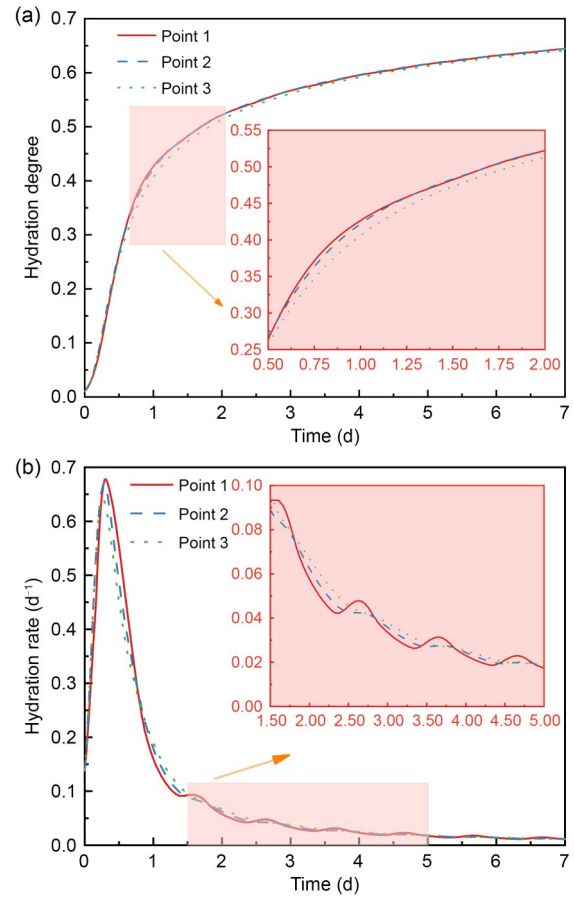 (a)
0.7
0.6
0.5
0.4
0.3
0.2
0.1
0.0
Hydration degree
Point 1
Point 2
Point 3
0.55
0.50
0.45
0.40
0.35
0.30
0.25
0.50 0.75 1.00 1.25 1.50 1.75 2.00
0 1 2 3 4 5 6 7
Time (d)
(b)
0.7
0.6
0.5
0.4
0.3
0.2
0.1
0.0
Hydration rate (d⁻¹)
Point 1
Point 2
Point 3
0.10
0.08
0.06
0.04
0.02
0.00
1.50 2.00 2.50 3.00 3.50 4.00 4.50 5.00
0 1 2 3 4 5 6 7
Time (d)